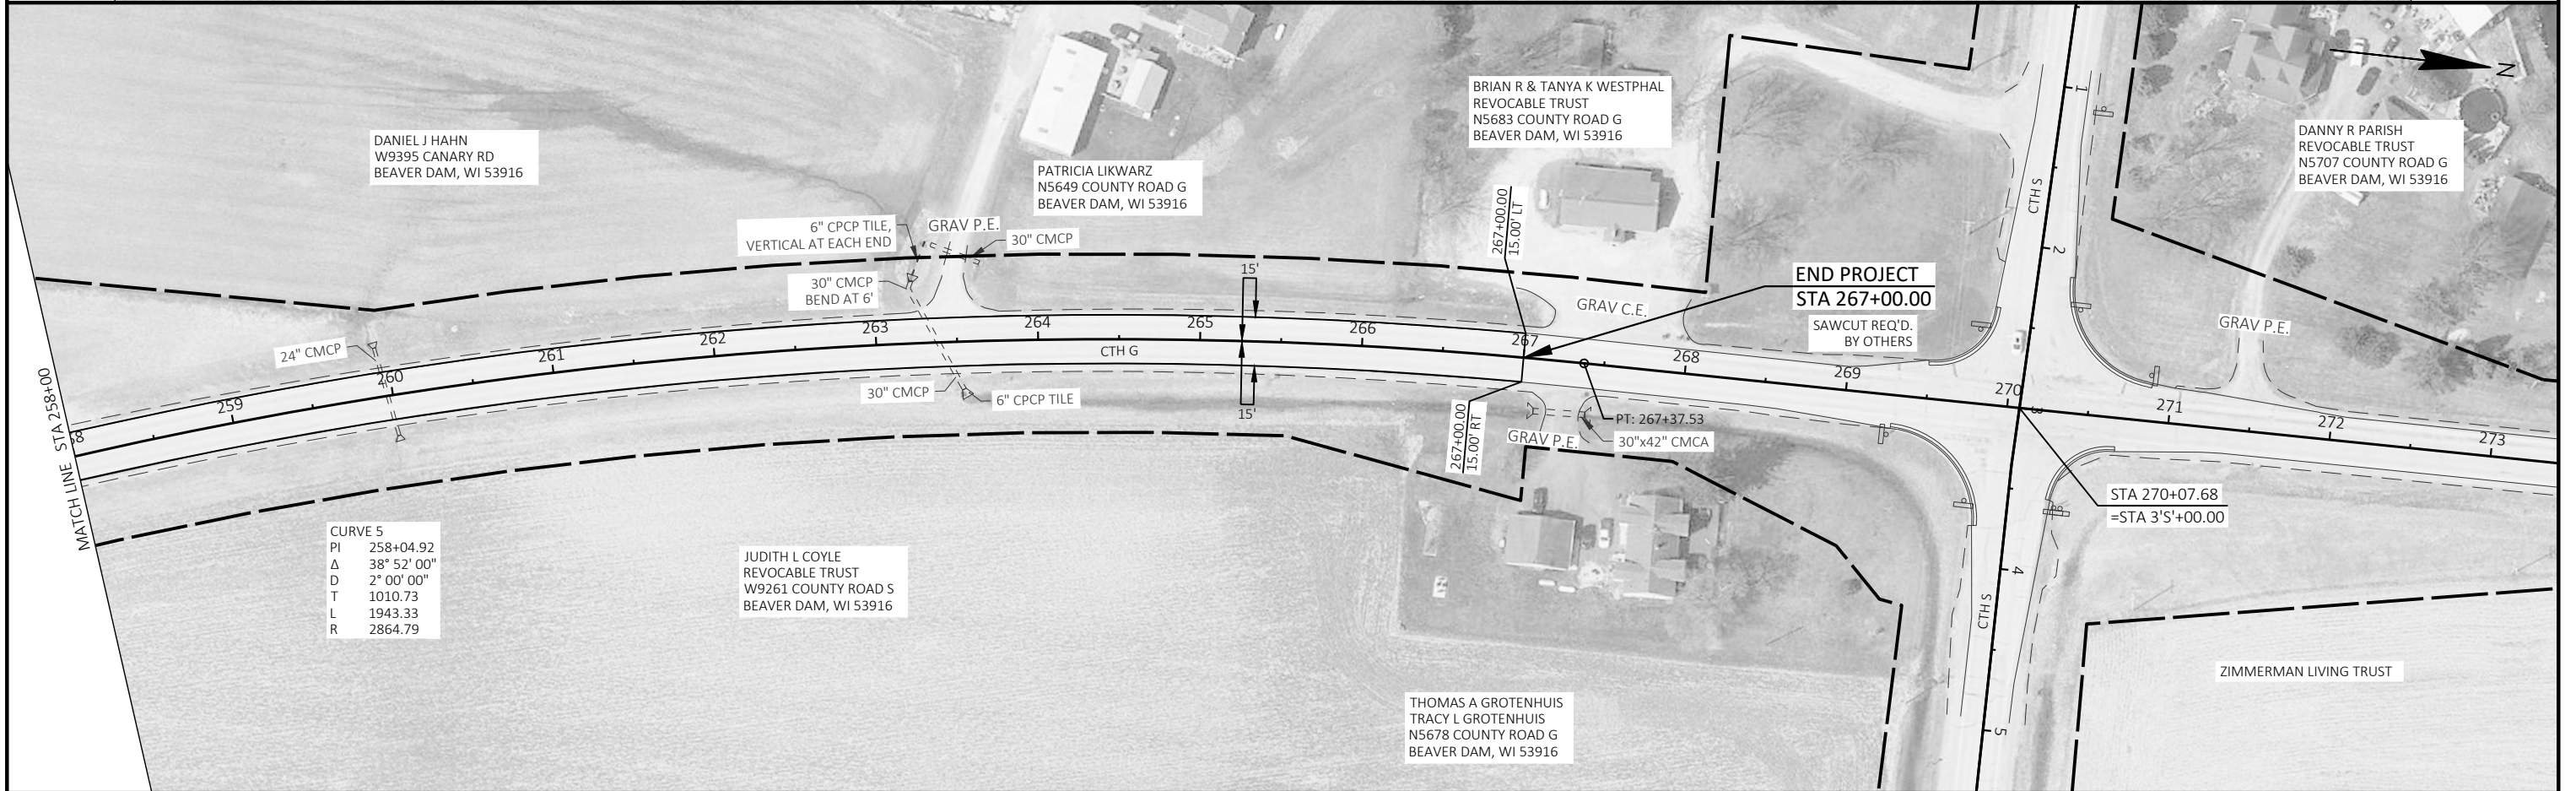 DANIEL J HAHN
W9395 CANARY RD
BEAVER DAM, WI 53916
PATRICIA LIKWARZ
N5649 COUNTY ROAD G
BEAVER DAM, WI 53916
BRIAN R & TANYA K WESTPHAL
REVOCABLE TRUST
N5683 COUNTY ROAD G
BEAVER DAM, WI 53916
DANNY R PARISH
REVOCABLE TRUST
N5707 COUNTY ROAD G
BEAVER DAM, WI 53916
N
6" CPCP TILE,
VERTICAL AT EACH END
GRAV P.E.
30" CMCP
30" CMCP
BEND AT 6'
24" CMCP
30" CMCP
6" CPCP TILE
15'
15'
267+00.00
15.00' LT
END PROJECT
STA 267+00.00
GRAV C.E.
SAWCUT REQ'D.
BY OTHERS
GRAV P.E.
CTH S
1
2
3
4
5
CTH S
MATCH LINE STA 258+00
58
259
260
261
262
263
264
265
266
267
268
269
270
271
272
273
CTH G
267+00.00
15.00' RT
GRAV P.E.
PT: 267+37.53
30"x42" CMCA
STA 270+07.68
=STA 3'S'+00.00
CURVE 5
PI 258+04.92
Δ 38° 52' 00"
D 2° 00' 00"
T 1010.73
L 1943.33
R 2864.79
JUDITH L COYLE
REVOCABLE TRUST
W9261 COUNTY ROAD S
BEAVER DAM, WI 53916
THOMAS A GROTENHUIS
TRACY L GROTENHUIS
N5678 COUNTY ROAD G
BEAVER DAM, WI 53916
ZIMMERMAN LIVING TRUST